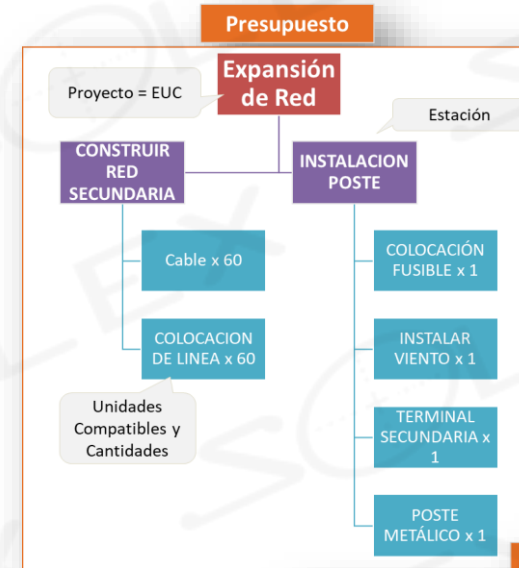 Presupuesto
Expansión
de Red
Proyecto = EUC
Estación
CONSTRUIR
RED
SECUNDARIA
INSTALACION
POSTE
Cable x 60
COLOCACIÓN
FUSIBLE x 1
COLOCACION
DE LINEA x 60
INSTALAR
VIENTO x 1
Unidades
Compatibles y
Cantidades
TERMINAL
SECUNDARIA x
1
POSTE
METÁLICO x 1